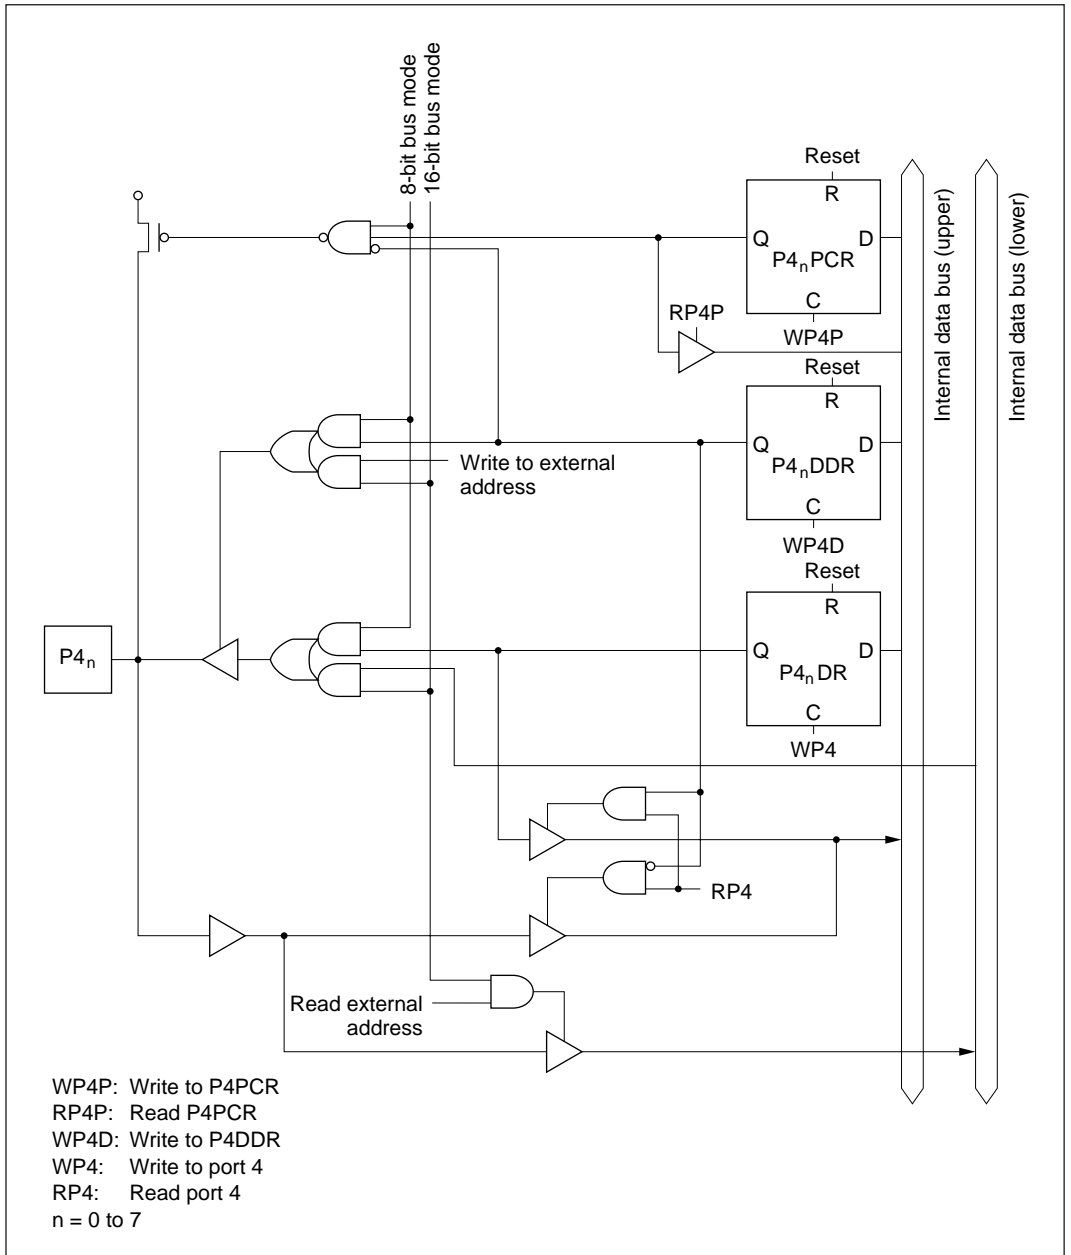 8-bit bus mode
16-bit bus mode
Reset
R
Q
D
P4nPCR
C
WP4P
RP4P
Internal data bus (upper)
Internal data bus (lower)
Reset
R
Q
D
P4nDDR
C
WP4D
Write to external
address
Reset
R
Q
D
P4nDR
C
WP4
P4n
RP4
Read external
address
WP4P: Write to P4PCR
RP4P: Read P4PCR
WP4D: Write to P4DDR
WP4: Write to port 4
RP4: Read port 4
n = 0 to 7